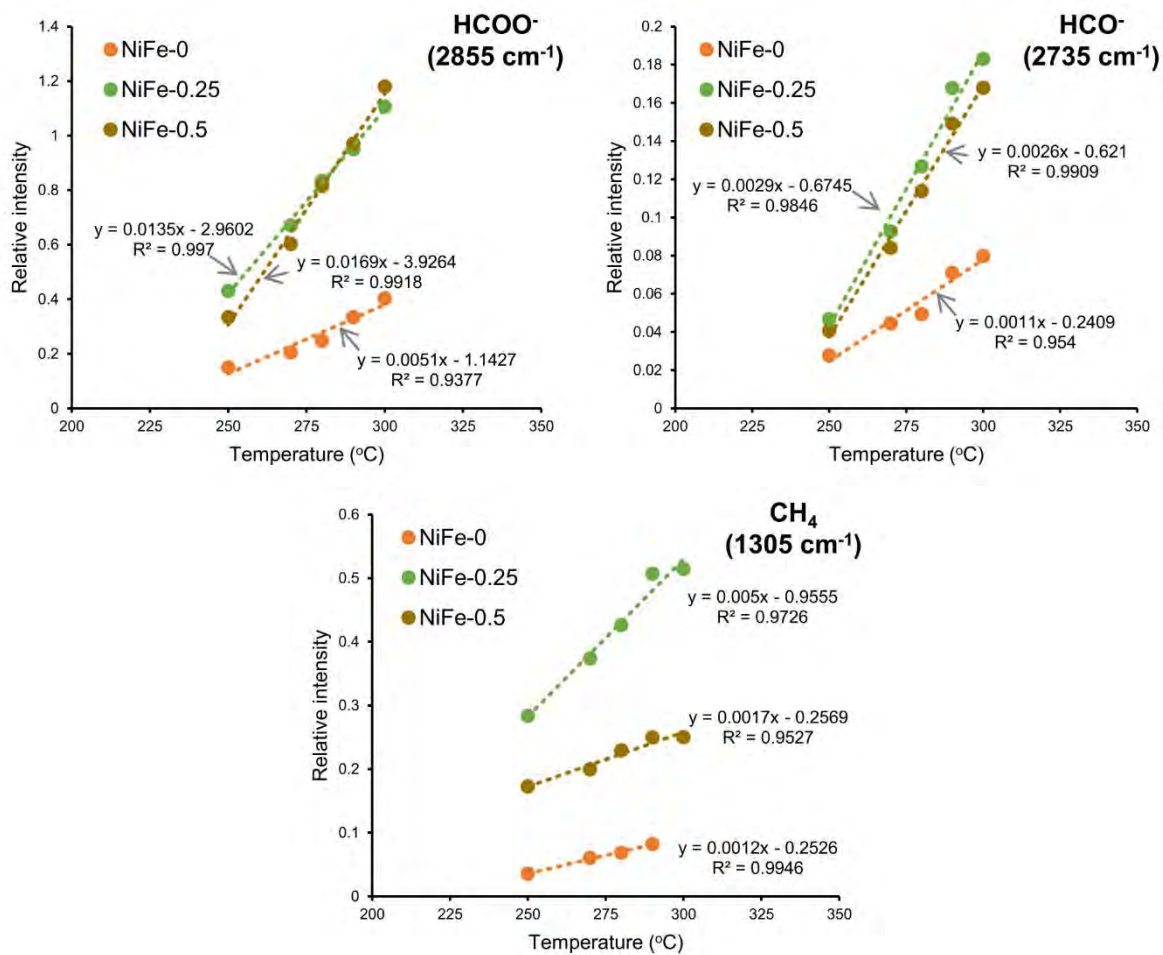 HCOO⁻
(2855 cm⁻¹)
NiFe-0
NiFe-0.25
NiFe-0.5
1.4
1.2
1
0.8
0.6
0.4
0.2
0
Relative intensity
y = 0.0135x - 2.9602
R² = 0.997
y = 0.0169x - 3.9264
R² = 0.9918
y = 0.0051x - 1.1427
R² = 0.9377
200 225 250 275 300 325 350
Temperature (°C)
HCO⁻
(2735 cm⁻¹)
NiFe-0
NiFe-0.25
NiFe-0.5
0.2
0.18
0.16
0.14
0.12
0.1
0.08
0.06
0.04
0.02
0
Relative intensity
y = 0.0026x - 0.621
R² = 0.9909
y = 0.0029x - 0.6745
R² = 0.9846
y = 0.0011x - 0.2409
R² = 0.954
200 225 250 275 300 325 350
Temperature (°C)
CH₄
(1305 cm⁻¹)
NiFe-0
NiFe-0.25
NiFe-0.5
0.6
0.5
0.4
0.3
0.2
0.1
0
Relative intensity
y = 0.005x - 0.9555
R² = 0.9726
y = 0.0017x - 0.2569
R² = 0.9527
y = 0.0012x - 0.2526
R² = 0.9946
200 225 250 275 300 325 350
Temperature (°C)